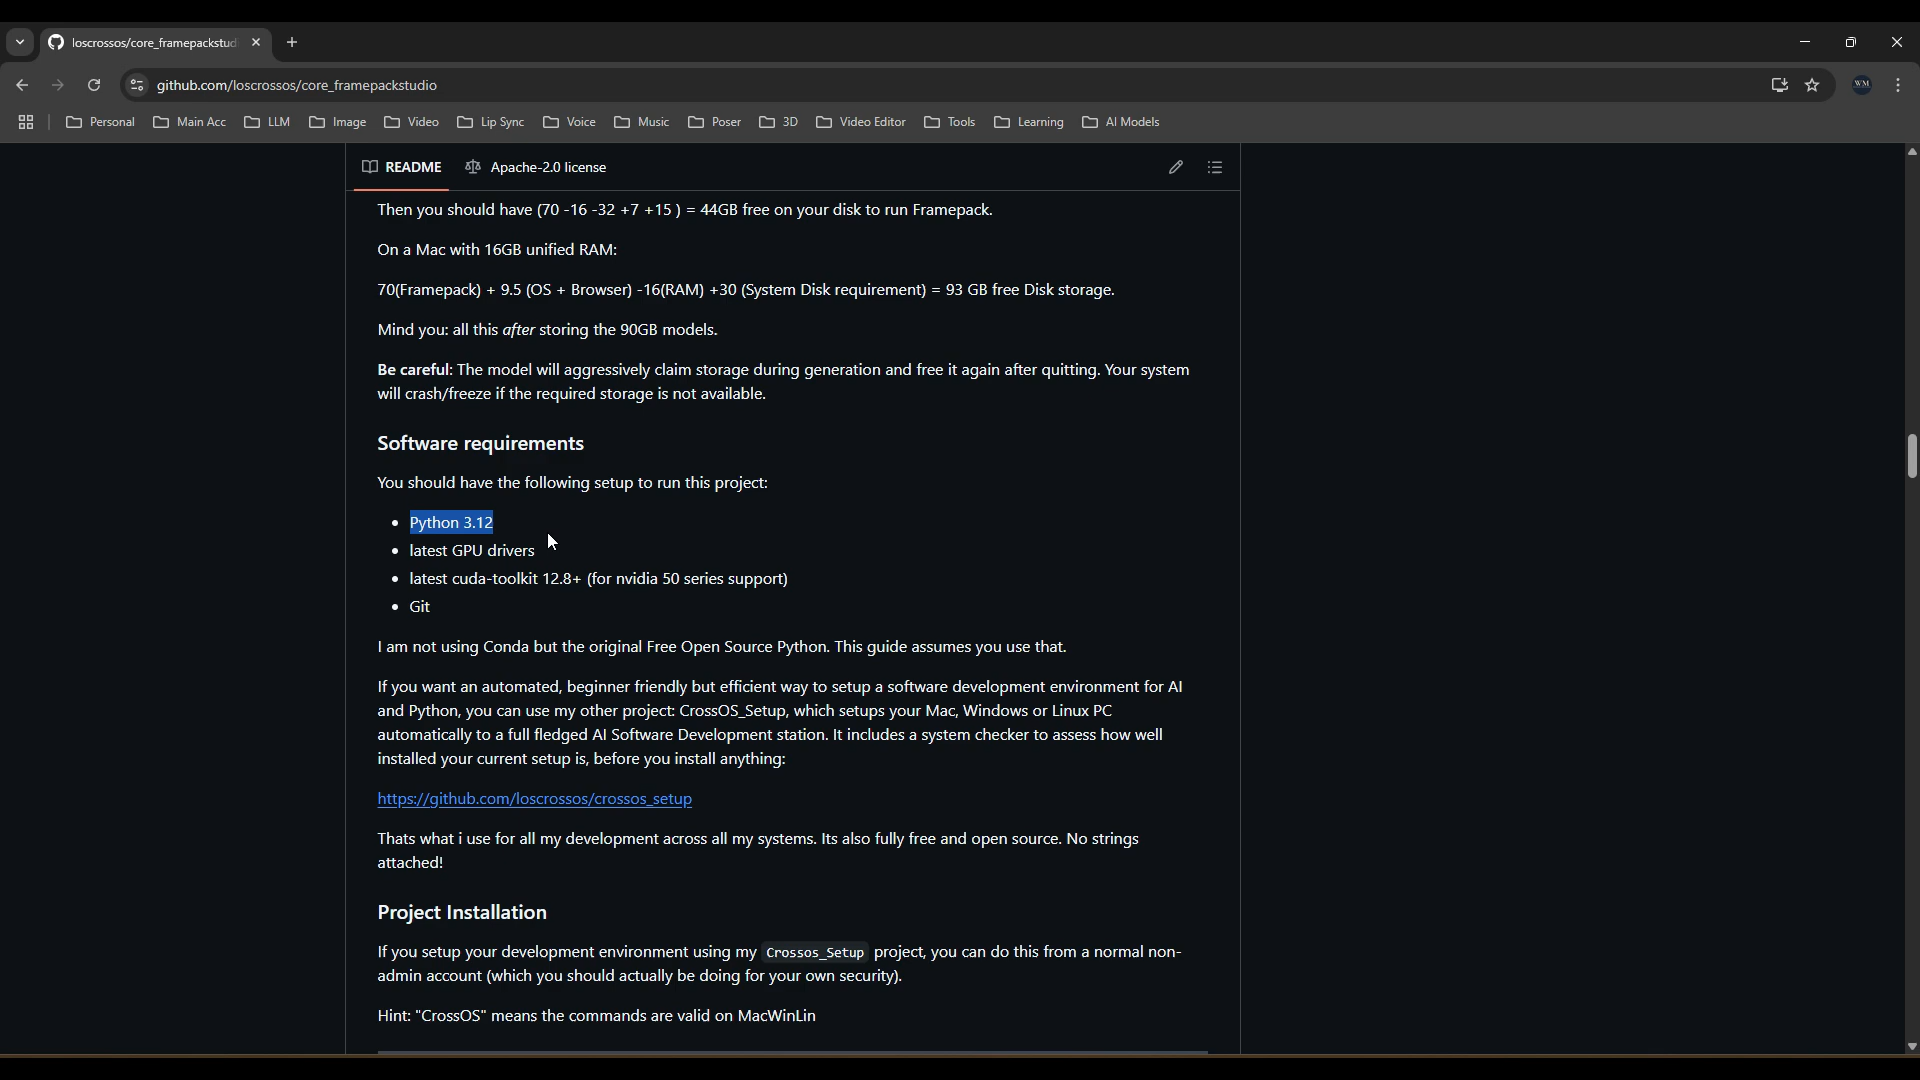 loscrossos/core_framepackstud
github.com/loscrossos/core_framepackstudio
WM
Personal Main Acc LLM Image Video Lip Sync Voice Music Poser 3D Video Editor Tools Learning AI Models
README Apache-2.0 license
Then you should have (70 -16 -32 +7 +15 ) = 44GB free on your disk to run Framepack.
On a Mac with 16GB unified RAM:
70(Framepack) + 9.5 (OS + Browser) -16(RAM) +30 (System Disk requirement) = 93 GB free Disk storage.
Mind you: all this after storing the 90GB models.
Be careful: The model will aggressively claim storage during generation and free it again after quitting. Your system
will crash/freeze if the required storage is not available.
Software requirements
You should have the following setup to run this project:
• Python 3.12
• latest GPU drivers
• latest cuda-toolkit 12.8+ (for nvidia 50 series support)
• Git
I am not using Conda but the original Free Open Source Python. This guide assumes you use that.
If you want an automated, beginner friendly but efficient way to setup a software development environment for AI
and Python, you can use my other project: CrossOS_Setup, which setups your Mac, Windows or Linux PC
automatically to a full fledged AI Software Development station. It includes a system checker to assess how well
installed your current setup is, before you install anything:
https://github.com/loscrossos/crossos_setup
Thats what i use for all my development across all my systems. Its also fully free and open source. No strings
attached!
Project Installation
If you setup your development environment using my Crossos_Setup project, you can do this from a normal non-
admin account (which you should actually be doing for your own security).
Hint: "CrossOS" means the commands are valid on MacWinLin